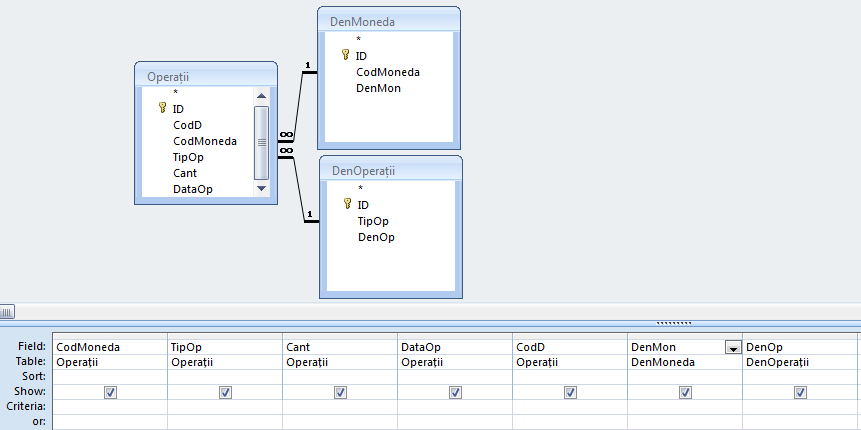 DenMoneda
*
ID
CodMoneda
DenMon
1
Operații
*
ID
CodD
CodMoneda
TipOp
Cant
DataOp
∞
∞
DenOperații
*
ID
TipOp
DenOp
1
Field: CodMoneda TipOp Cant DataOp CodD DenMon DenOp
Table: Operații Operații Operații Operații Operații DenMoneda DenOperații
Sort:
Show:
Criteria:
or: